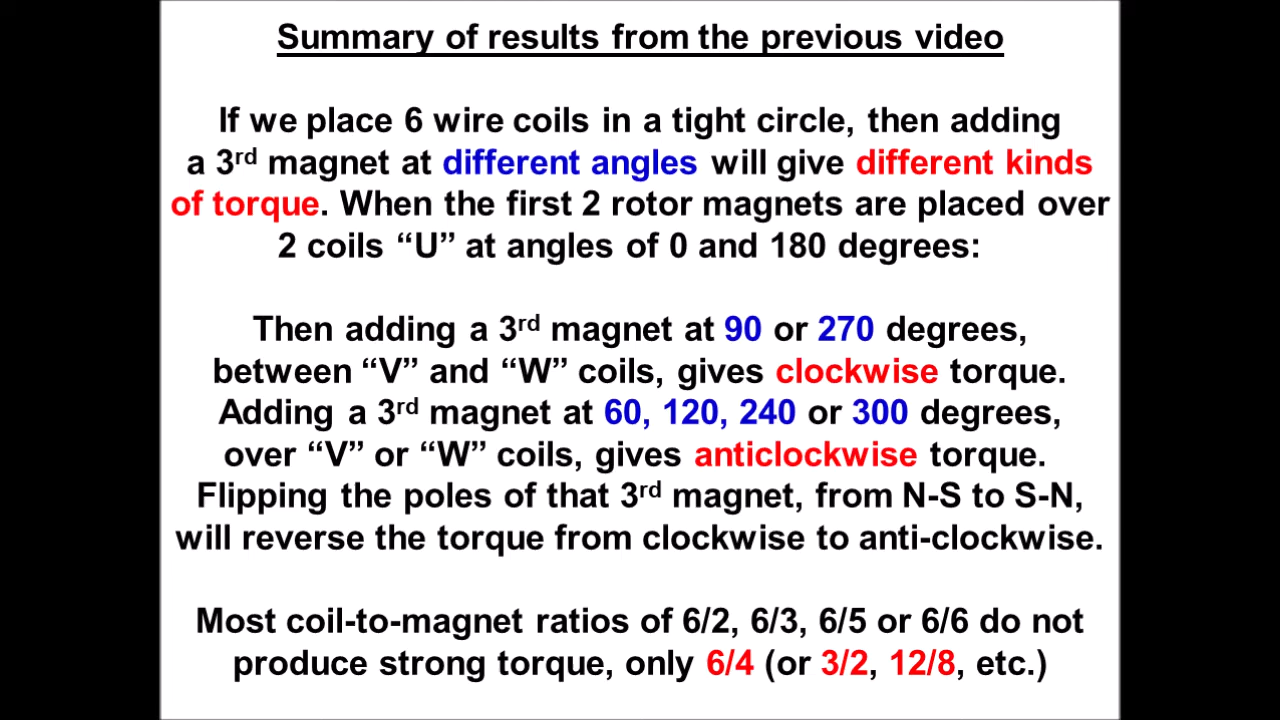 Summary of results from the previous video
If we place 6 wire coils in a tight circle, then adding
a 3rd magnet at different angles will give different kinds
of torque. When the first 2 rotor magnets are placed over
2 coils “U” at angles of 0 and 180 degrees:
Then adding a 3rd magnet at 90 or 270 degrees,
between “V” and “W” coils, gives clockwise torque.
Adding a 3rd magnet at 60, 120, 240 or 300 degrees,
over “V” or “W” coils, gives anticlockwise torque.
Flipping the poles of that 3rd magnet, from N-S to S-N,
will reverse the torque from clockwise to anti-clockwise.
Most coil-to-magnet ratios of 6/2, 6/3, 6/5 or 6/6 do not
produce strong torque, only 6/4 (or 3/2, 12/8, etc.)